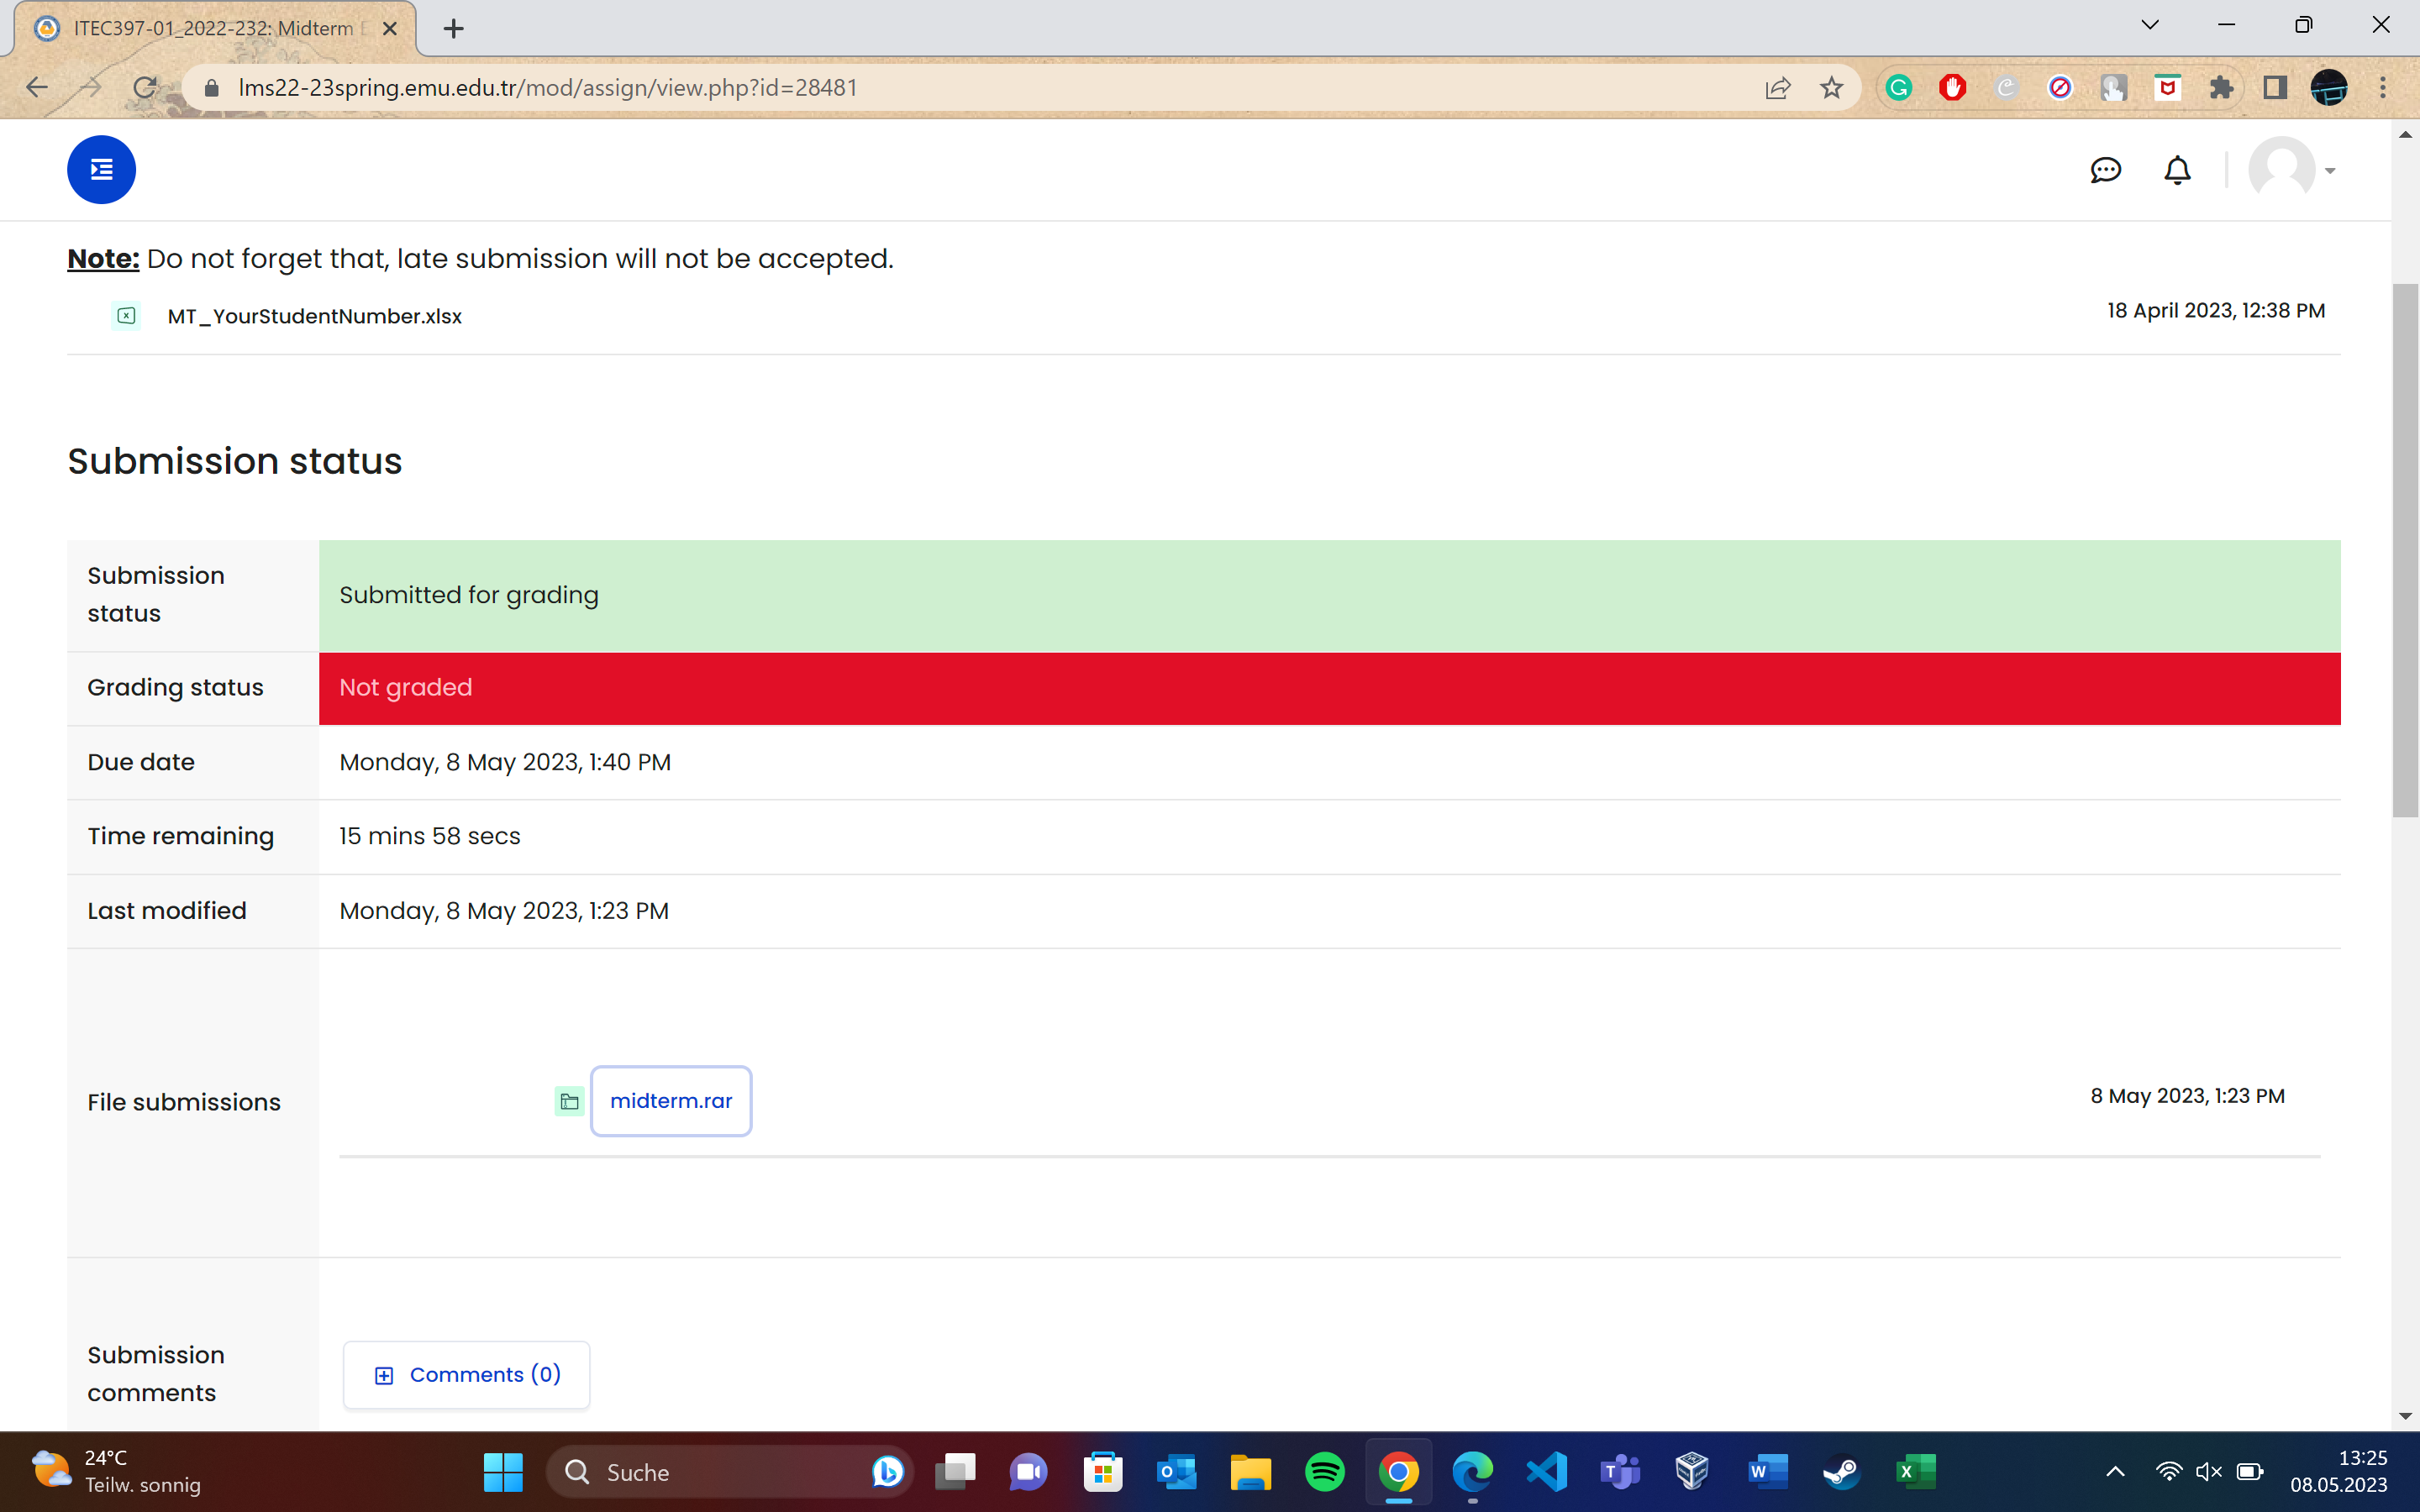 ITEC397-01_2022-232: Midterm E
lms22-23spring.emu.edu.tr/mod/assign/view.php?id=28481
Note: Do not forget that, late submission will not be accepted.
MT_YourStudentNumber.xlsx
18 April 2023, 12:38 PM
Submission status
Submission
status
Submitted for grading
Grading status
Not graded
Due date
Monday, 8 May 2023, 1:40 PM
Time remaining
15 mins 58 secs
Last modified
Monday, 8 May 2023, 1:23 PM
File submissions
midterm.rar
8 May 2023, 1:23 PM
Submission
comments
Comments (0)
24°C
Teilw. sonnig
Suche
13:25
08.05.2023